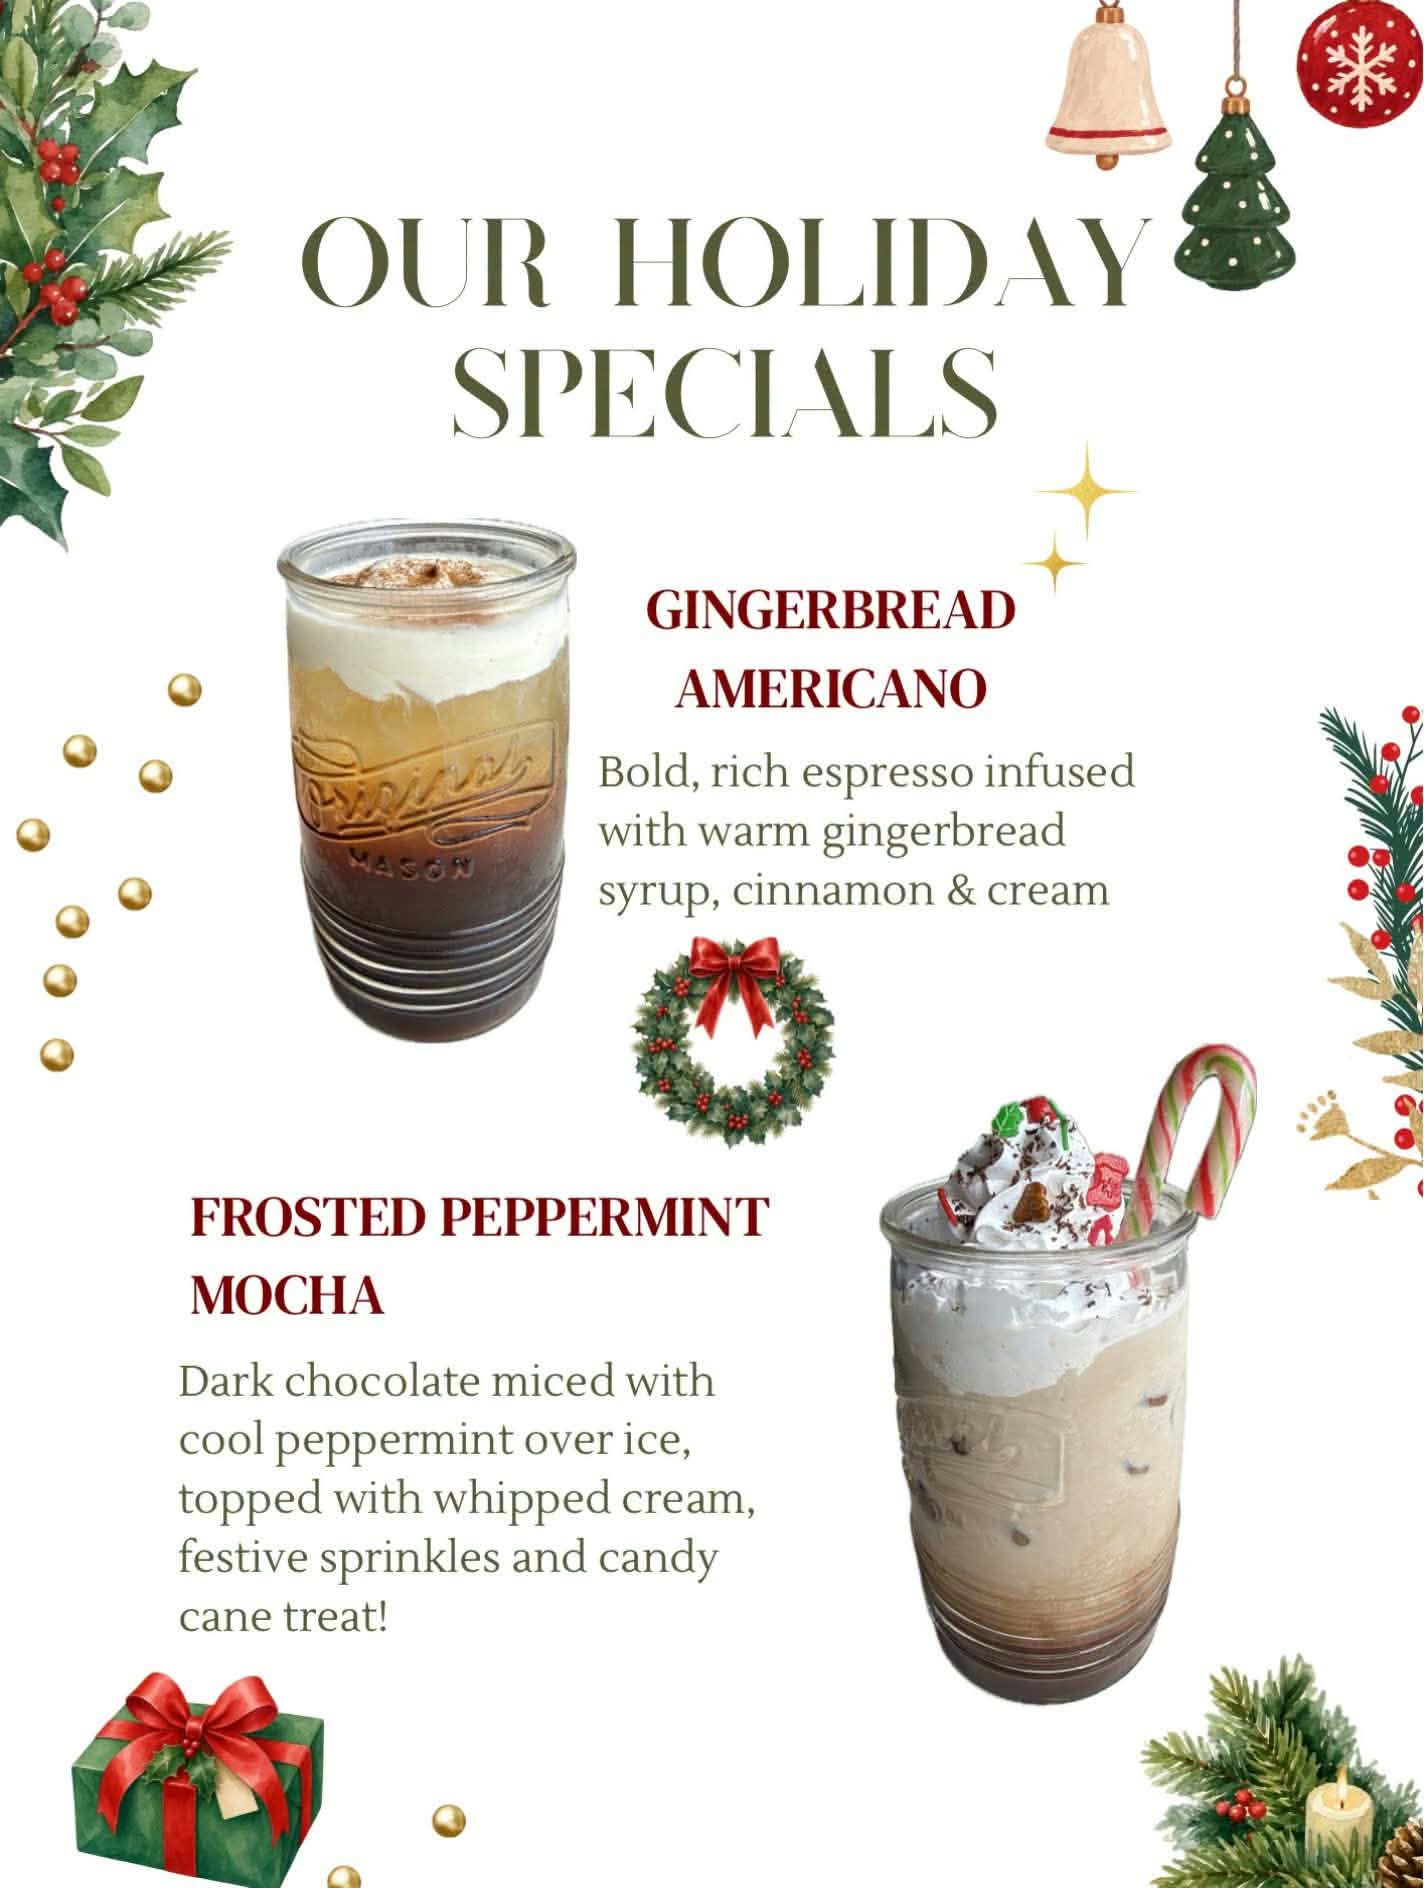 OUR HOLIDAY
SPECIALS
GINGERBREAD
AMERICANO
Bold, rich espresso infused
with warm gingerbread
syrup, cinnamon & cream
Original
MASON
FROSTED PEPPERMINT
MOCHA
Dark chocolate miced with
cool peppermint over ice,
topped with whipped cream,
festive sprinkles and candy
cane treat!